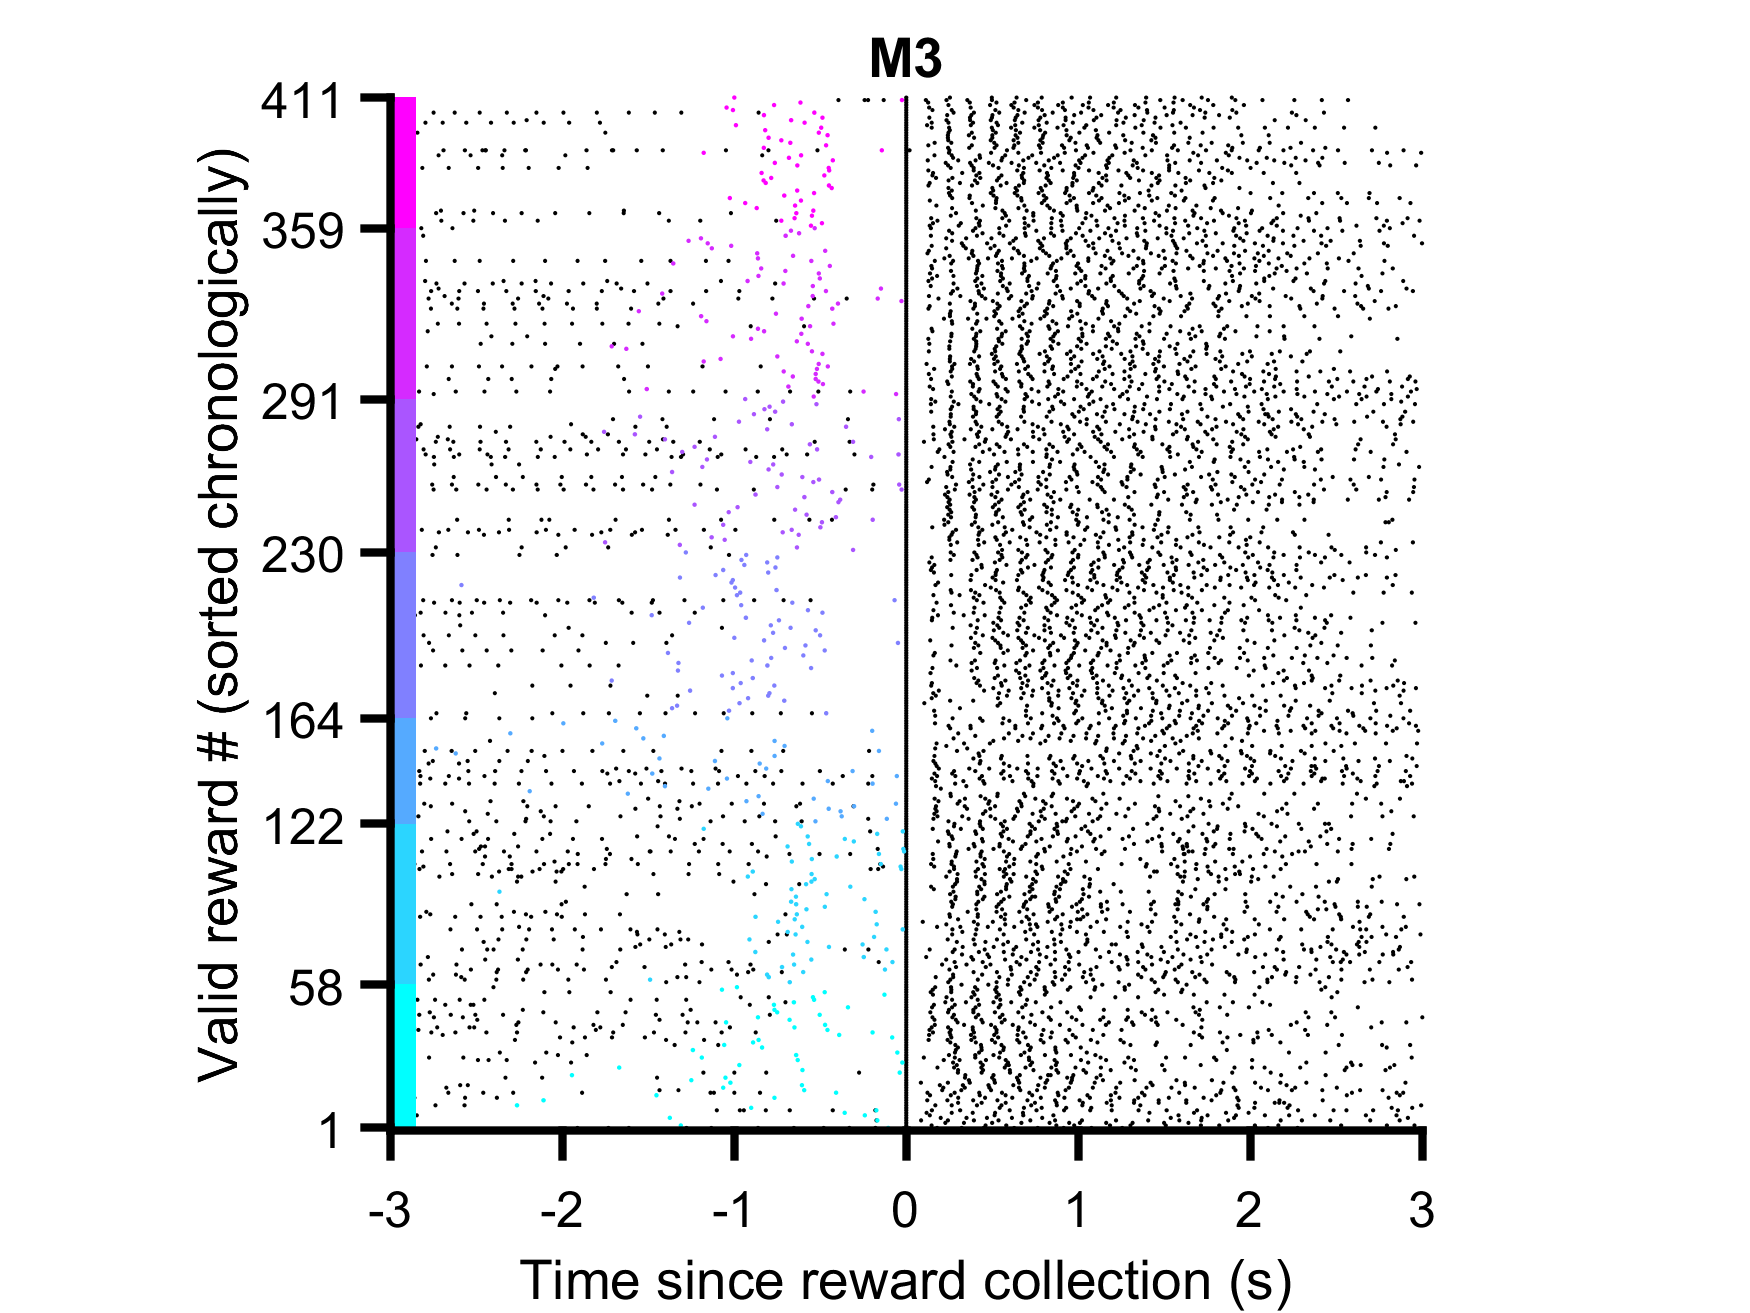 M3
Valid reward # (sorted chronologically)
411
359
291
230
164
122
58
1
-3 -2 -1 0 1 2 3
Time since reward collection (s)